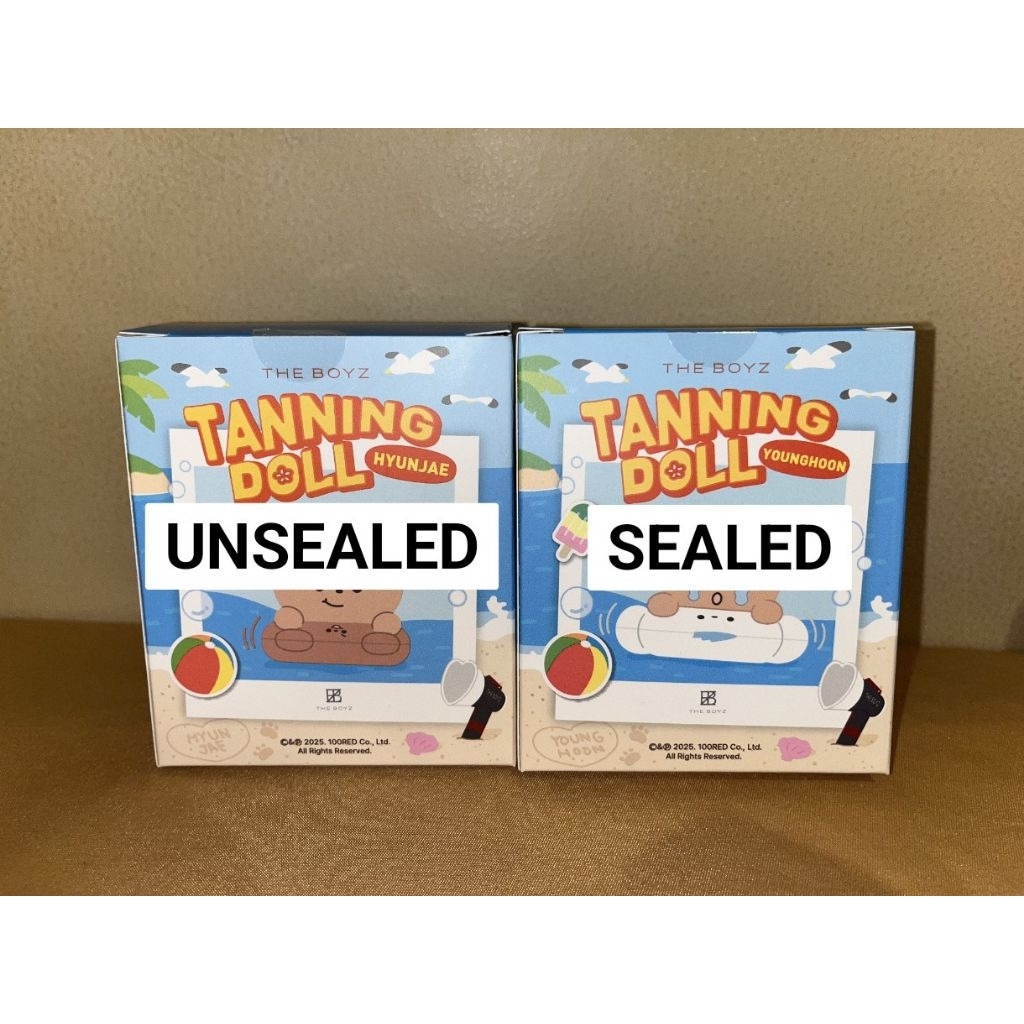 THE BOYZ
TANNING
DOLL
HYUNJAE
UNSEALED
THE BOYZ
HYUN
JAE
©&℗ 2025. 100RED Co., Ltd.
All Rights Reserved.
THE BOYZ
TANNING
DOLL
YOUNGHOON
SEALED
THE BOYZ
YOUNG
HOON
©&℗ 2025. 100RED Co., Ltd.
All Rights Reserved.